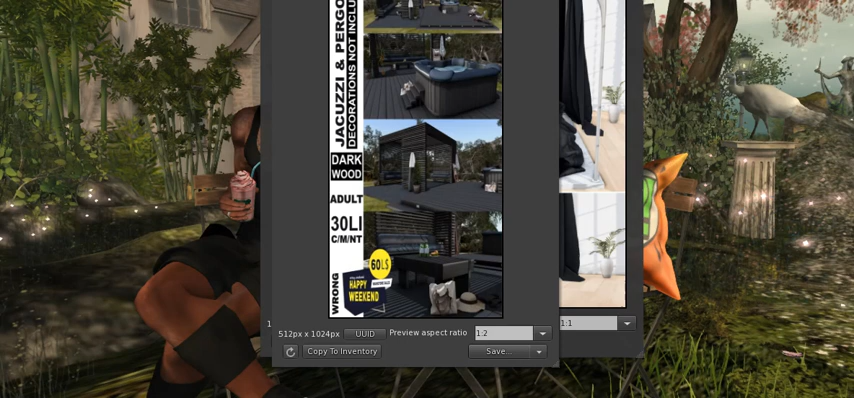 JACUZZI & PERGO
DECORATIONS NOT INCLU
DARK
WOOD
ADULT
30LI
C/M/NT
WRONG
60L$
HAPPY
WEEKEND
1
512px x 1024px
UUID
Preview aspect ratio
1:2
1:1
Copy To Inventory
Save...